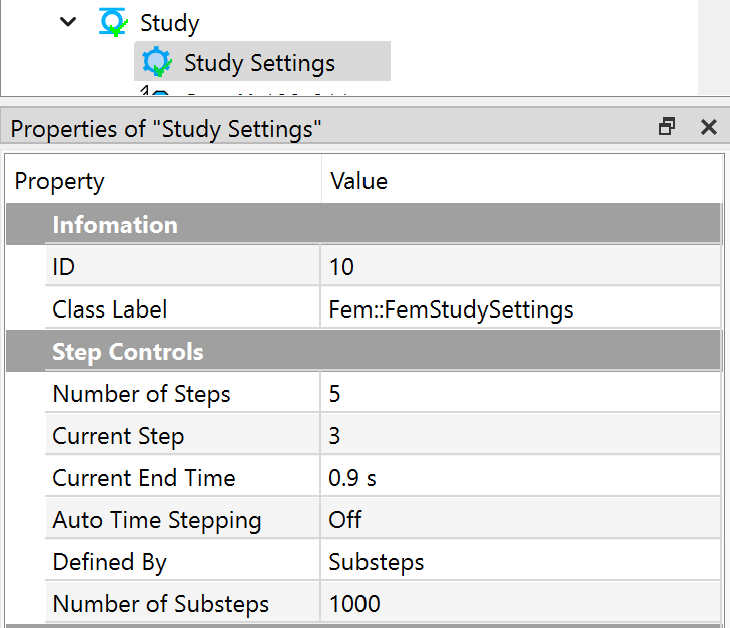 Study
Study Settings
Properties of "Study Settings"
Property Value
Infomation
ID 10
Class Label Fem::FemStudySettings
Step Controls
Number of Steps 5
Current Step 3
Current End Time 0.9 s
Auto Time Stepping Off
Defined By Substeps
Number of Substeps 1000